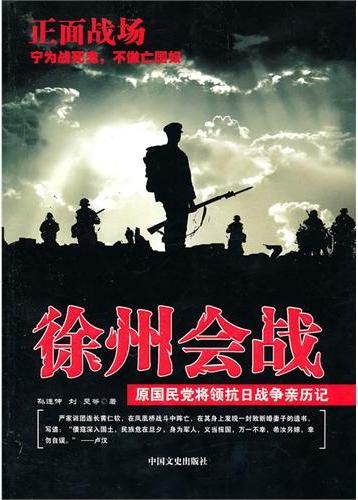 正面战场
宁为战死鬼，不做亡国奴
徐州会战
原国民党将领抗日战争亲历记
孙连仲 刘 斐等◎著
严家训团连长黄仁钦，在凤凰桥战斗中阵亡，在其身上发现一封致新婚妻子的遗书，
写道：“倭寇深入国土，民族危在旦夕，身为军人，义当报国，万一不幸，希汝另嫁，幸
勿自误。”——卢汉
中国文史出版社